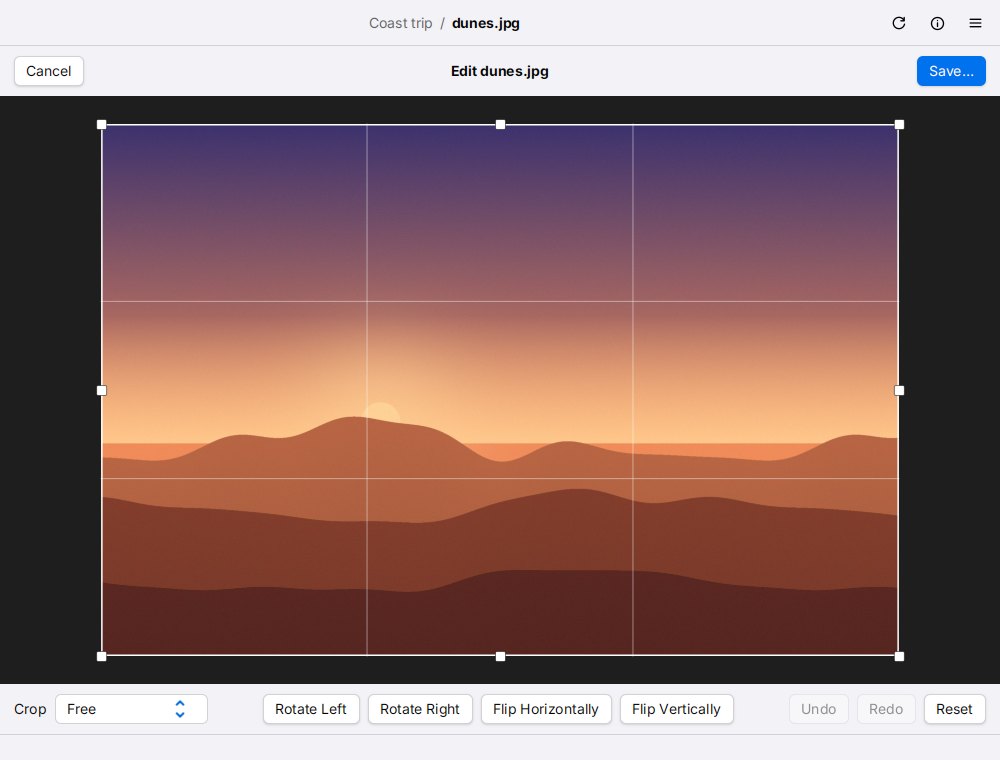 Coast trip / dunes.jpg
Cancel
Edit dunes.jpg
Save...
Crop
Free
Rotate Left
Rotate Right
Flip Horizontally
Flip Vertically
Undo
Redo
Reset